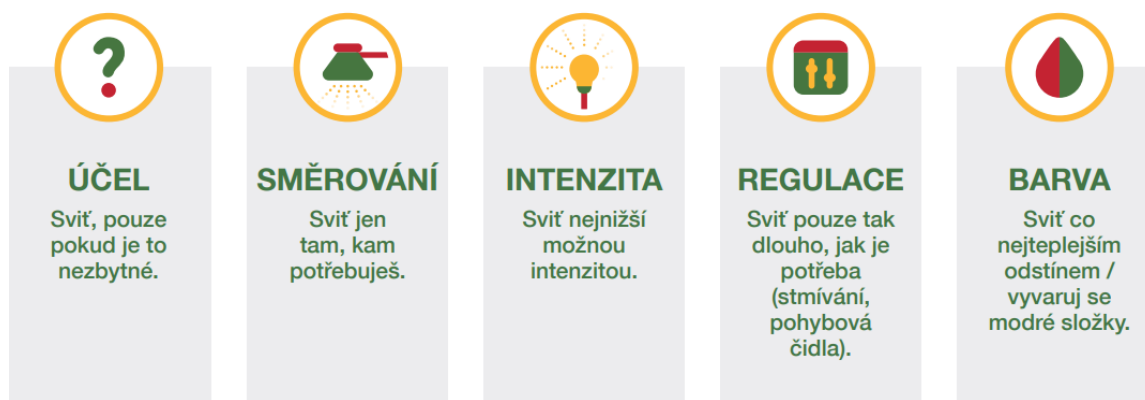 ÚČEL
Sviť, pouze
pokud je to
nezbytné.
SMĚROVÁNÍ
Sviť jen
tam, kam
potřebuješ.
INTENZITA
Sviť nejnižší
možnou
intenzitou.
REGULACE
Sviť pouze tak
dlouho, jak je
potřeba
(stmívání,
pohybová
čidla).
BARVA
Sviť co
nejteplejším
odstínem /
vyvaruj se
modré složky.